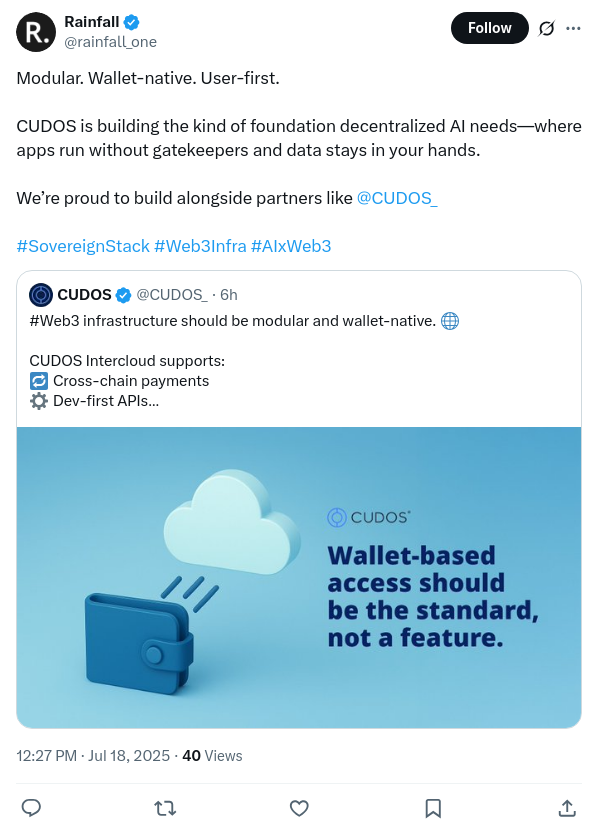 Rainfall
@rainfall_one
Follow
Modular. Wallet-native. User-first.
CUDOS is building the kind of foundation decentralized AI needs—where
apps run without gatekeepers and data stays in your hands.
We’re proud to build alongside partners like @CUDOS_
#SovereignStack #Web3Infra #AIxWeb3
CUDOS @CUDOS_ · 6h
#Web3 infrastructure should be modular and wallet-native. 🌐
CUDOS Intercloud supports:
🔁 Cross-chain payments
⚙️ Dev-first APIs...
CUDOS
Wallet-based
access should
be the standard,
not a feature.
12:27 PM · Jul 18, 2025 · 40 Views